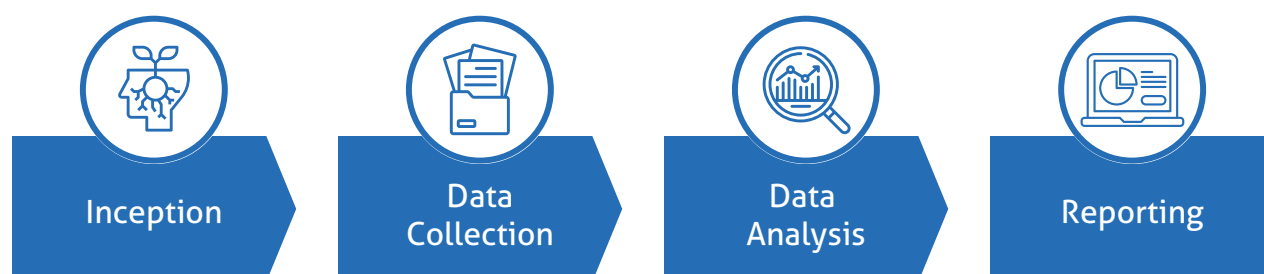 Inception
Data
Collection
Data
Analysis
Reporting